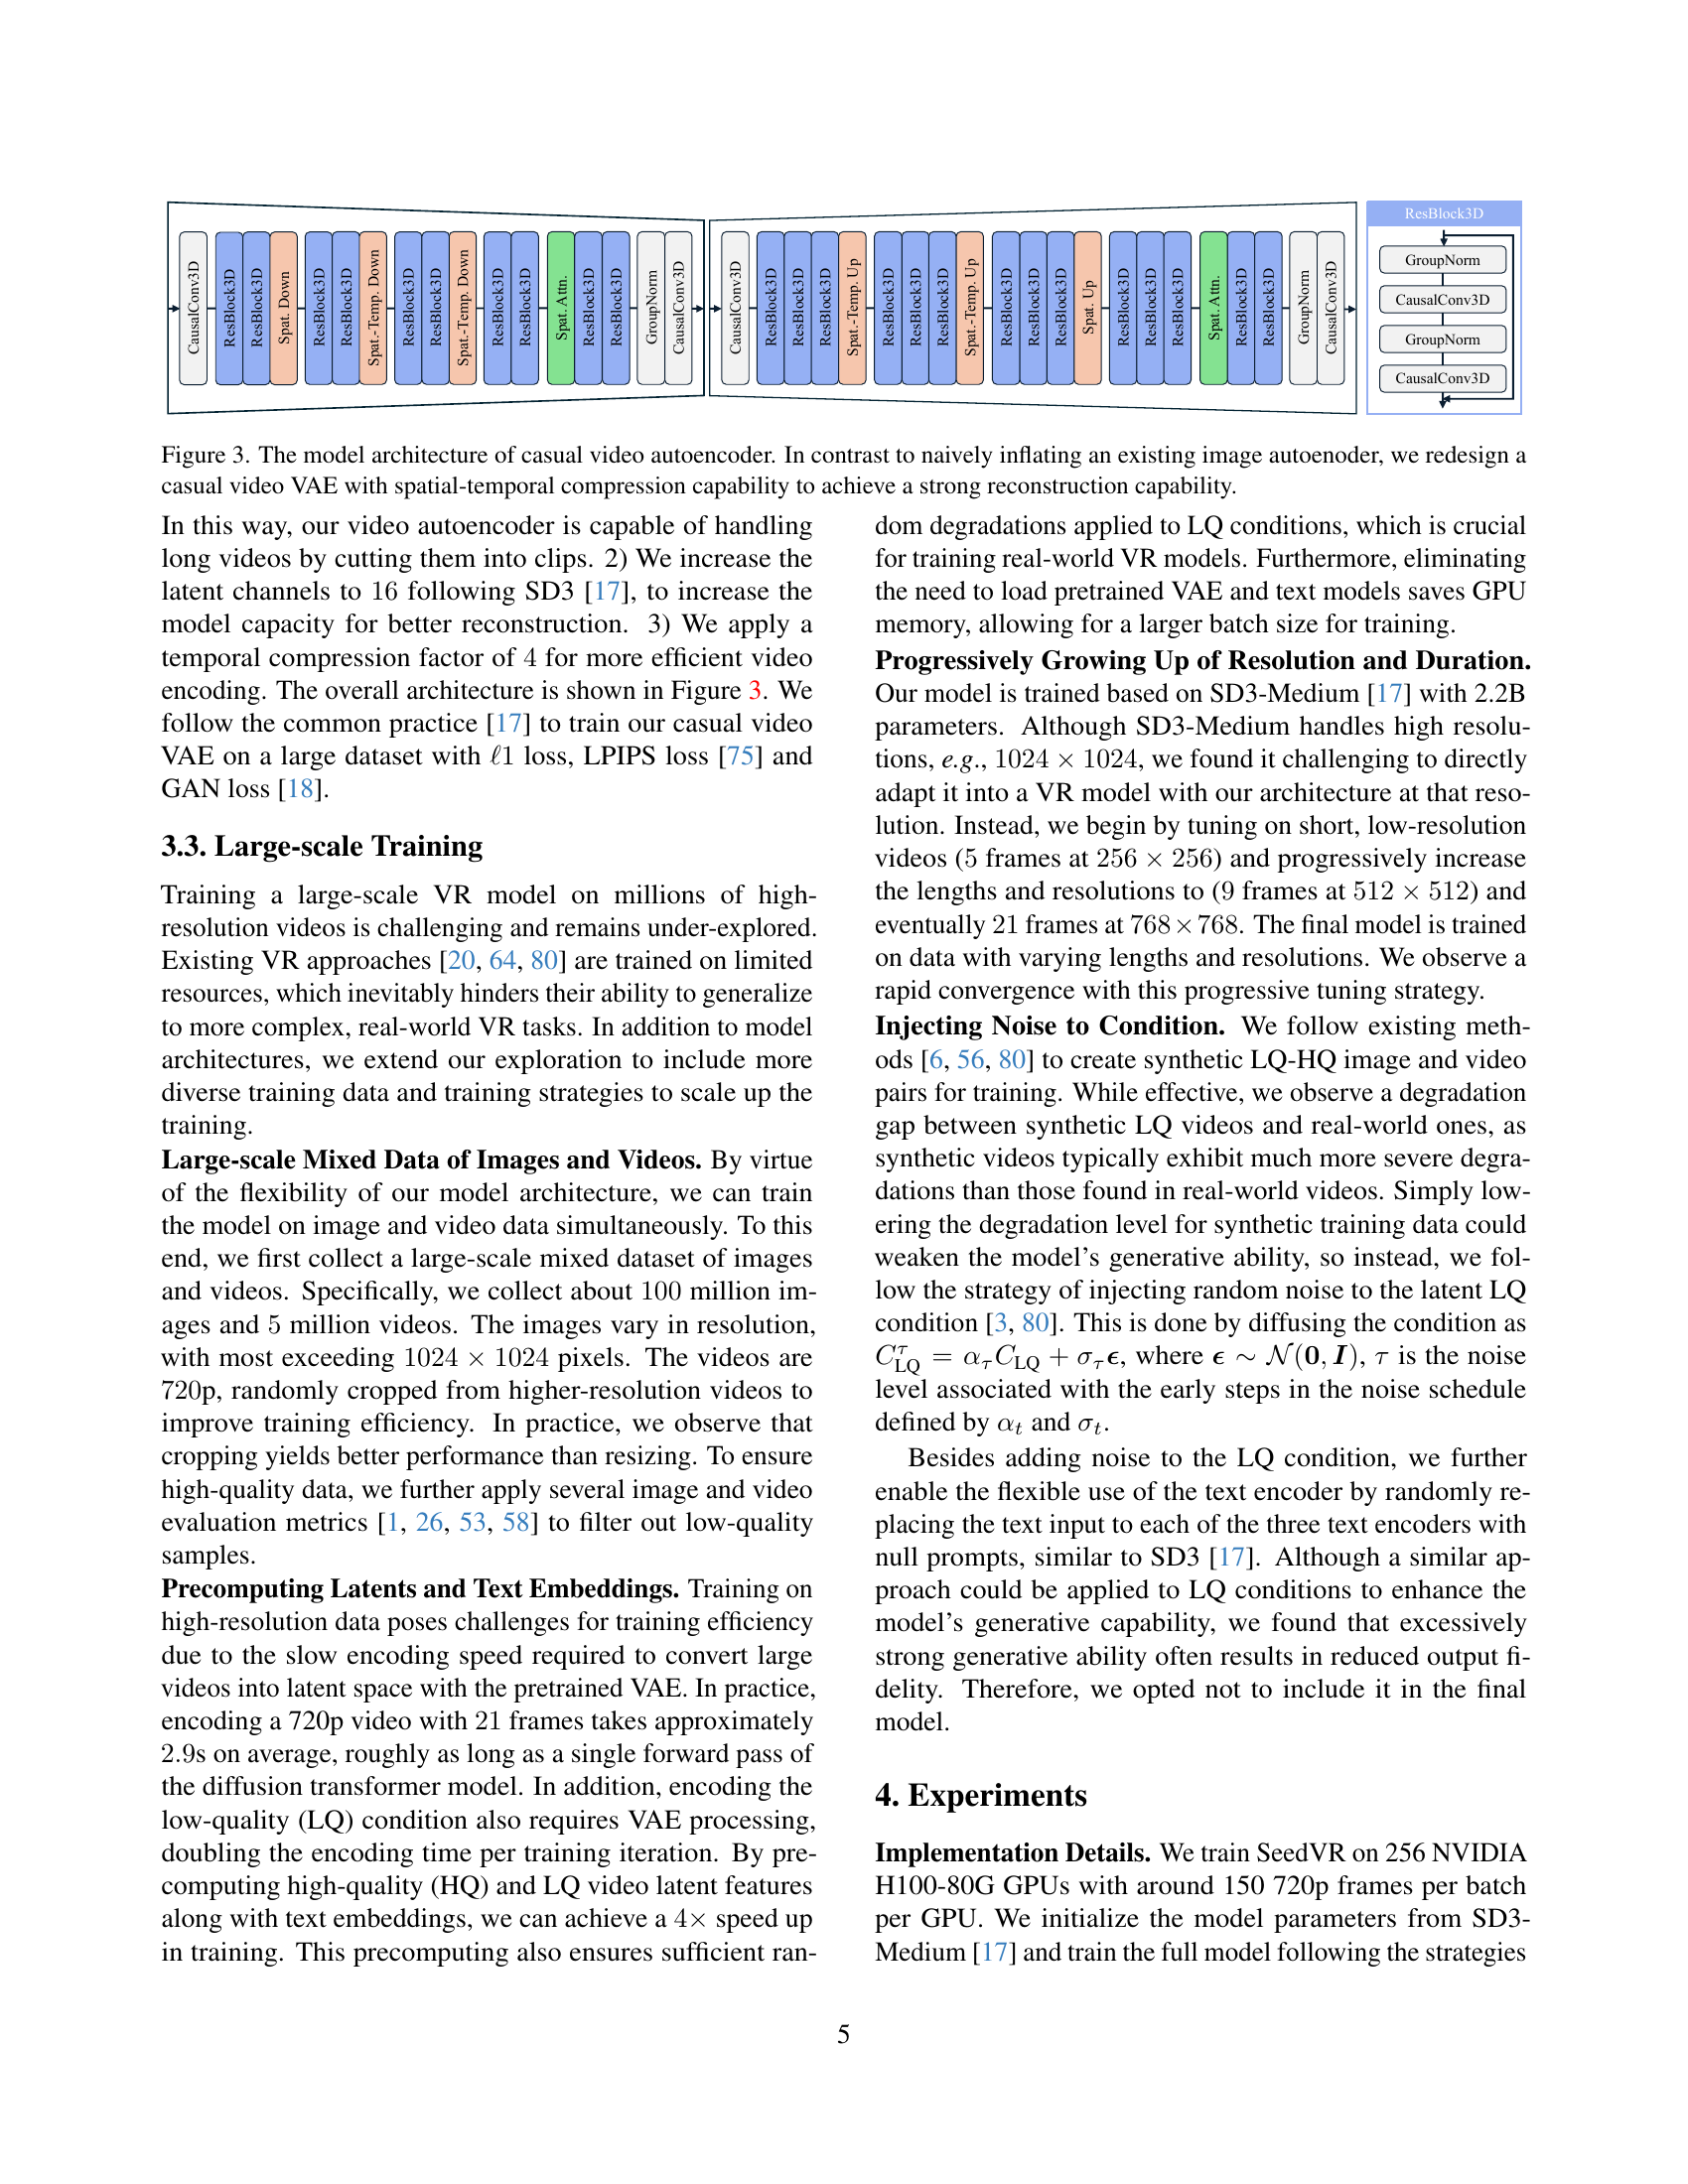 CausalConv3D
ResBlock3D
ResBlock3D
Spat. Down
ResBlock3D
ResBlock3D
Spat.-Temp. Down
ResBlock3D
ResBlock3D
Spat.-Temp. Down
ResBlock3D
ResBlock3D
Spat. Attn.
ResBlock3D
ResBlock3D
GroupNorm
CausalConv3D
CausalConv3D
ResBlock3D
ResBlock3D
ResBlock3D
Spat.-Temp. Up
ResBlock3D
ResBlock3D
ResBlock3D
Spat.-Temp. Up
ResBlock3D
ResBlock3D
ResBlock3D
Spat. Up
ResBlock3D
ResBlock3D
ResBlock3D
Spat. Attn.
ResBlock3D
ResBlock3D
GroupNorm
CausalConv3D
ResBlock3D
GroupNorm
CausalConv3D
GroupNorm
CausalConv3D
Figure 3. The model architecture of casual video autoencoder. In contrast to naively inflating an existing image autoenoder, we redesign a
casual video VAE with spatial-temporal compression capability to achieve a strong reconstruction capability.
In this way, our video autoencoder is capable of handling
long videos by cutting them into clips. 2) We increase the
latent channels to 16 following SD3 [17], to increase the
model capacity for better reconstruction. 3) We apply a
temporal compression factor of 4 for more efficient video
encoding. The overall architecture is shown in Figure 3. We
follow the common practice [17] to train our casual video
VAE on a large dataset with ℓ1 loss, LPIPS loss [75] and
GAN loss [18].
3.3. Large-scale Training
Training a large-scale VR model on millions of high-
resolution videos is challenging and remains under-explored.
Existing VR approaches [20, 64, 80] are trained on limited
resources, which inevitably hinders their ability to generalize
to more complex, real-world VR tasks. In addition to model
architectures, we extend our exploration to include more
diverse training data and training strategies to scale up the
training.
Large-scale Mixed Data of Images and Videos. By virtue
of the flexibility of our model architecture, we can train
the model on image and video data simultaneously. To this
end, we first collect a large-scale mixed dataset of images
and videos. Specifically, we collect about 100 million im-
ages and 5 million videos. The images vary in resolution,
with most exceeding 1024 × 1024 pixels. The videos are
720p, randomly cropped from higher-resolution videos to
improve training efficiency. In practice, we observe that
cropping yields better performance than resizing. To ensure
high-quality data, we further apply several image and video
evaluation metrics [1, 26, 53, 58] to filter out low-quality
samples.
Precomputing Latents and Text Embeddings. Training on
high-resolution data poses challenges for training efficiency
due to the slow encoding speed required to convert large
videos into latent space with the pretrained VAE. In practice,
encoding a 720p video with 21 frames takes approximately
2.9s on average, roughly as long as a single forward pass of
the diffusion transformer model. In addition, encoding the
low-quality (LQ) condition also requires VAE processing,
doubling the encoding time per training iteration. By pre-
computing high-quality (HQ) and LQ video latent features
along with text embeddings, we can achieve a 4× speed up
in training. This precomputing also ensures sufficient ran-
dom degradations applied to LQ conditions, which is crucial
for training real-world VR models. Furthermore, eliminating
the need to load pretrained VAE and text models saves GPU
memory, allowing for a larger batch size for training.
Progressively Growing Up of Resolution and Duration.
Our model is trained based on SD3-Medium [17] with 2.2B
parameters. Although SD3-Medium handles high resolu-
tions, e.g., 1024 × 1024, we found it challenging to directly
adapt it into a VR model with our architecture at that reso-
lution. Instead, we begin by tuning on short, low-resolution
videos (5 frames at 256 × 256) and progressively increase
the lengths and resolutions to (9 frames at 512 × 512) and
eventually 21 frames at 768×768. The final model is trained
on data with varying lengths and resolutions. We observe a
rapid convergence with this progressive tuning strategy.
Injecting Noise to Condition. We follow existing meth-
ods [6, 56, 80] to create synthetic LQ-HQ image and video
pairs for training. While effective, we observe a degradation
gap between synthetic LQ videos and real-world ones, as
synthetic videos typically exhibit much more severe degra-
dations than those found in real-world videos. Simply low-
ering the degradation level for synthetic training data could
weaken the model's generative ability, so instead, we fol-
low the strategy of injecting random noise to the latent LQ
condition [3, 80]. This is done by diffusing the condition as
C^τ_LQ = α_τ C_LQ + σ_τ ϵ, where ϵ ∼ N(0, I), τ is the noise
level associated with the early steps in the noise schedule
defined by α_t and σ_t.
Besides adding noise to the LQ condition, we further
enable the flexible use of the text encoder by randomly re-
placing the text input to each of the three text encoders with
null prompts, similar to SD3 [17]. Although a similar ap-
proach could be applied to LQ conditions to enhance the
model's generative capability, we found that excessively
strong generative ability often results in reduced output fi-
delity. Therefore, we opted not to include it in the final
model.
4. Experiments
Implementation Details. We train SeedVR on 256 NVIDIA
H100-80G GPUs with around 150 720p frames per batch
per GPU. We initialize the model parameters from SD3-
Medium [17] and train the full model following the strategies
5